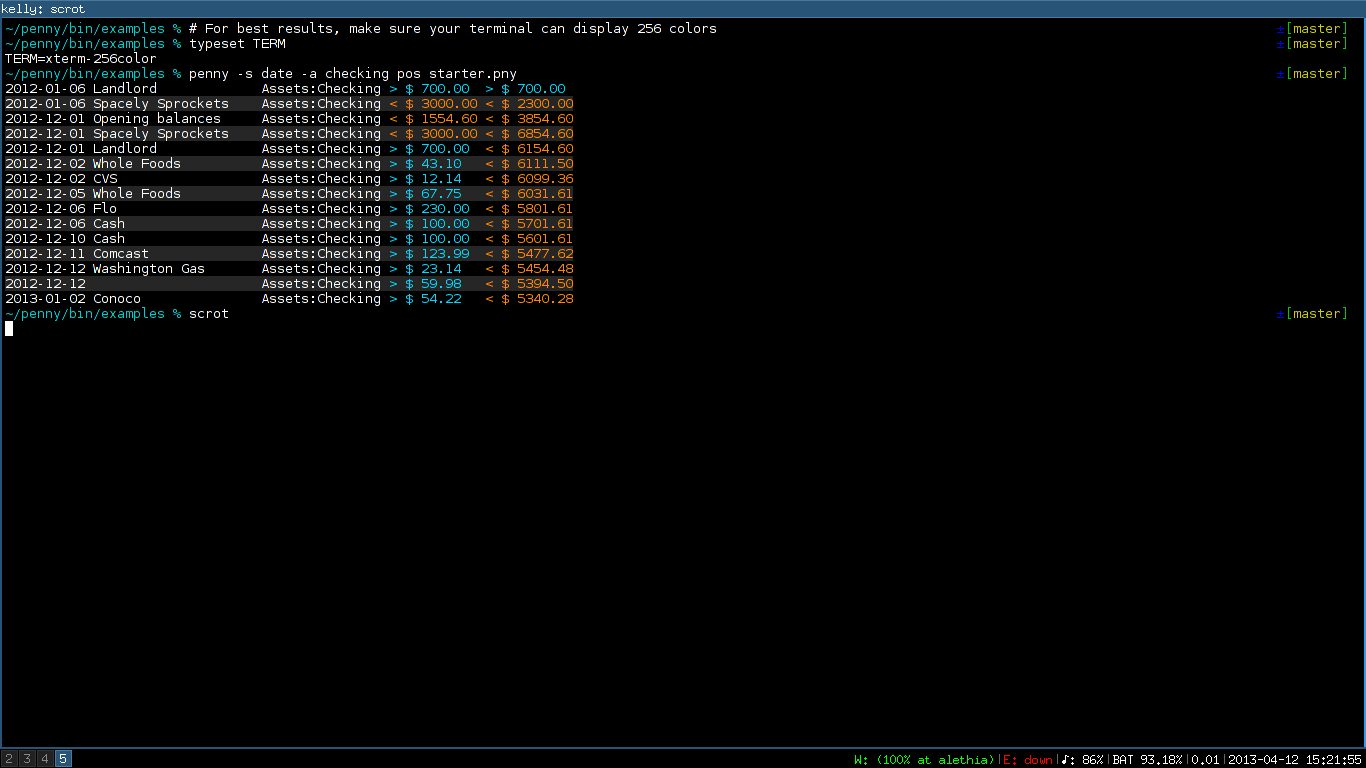 kelly: scrot
~/penny/bin/examples % # For best results, make sure your terminal can display 256 colors ±[master]
~/penny/bin/examples % typeset TERM ±[master]
TERM=xterm-256color
~/penny/bin/examples % penny -s date -a checking pos starter.pny ±[master]
2012-01-06 Landlord Assets:Checking > $ 700.00 > $ 700.00
2012-01-06 Spacely Sprockets Assets:Checking < $ 3000.00 < $ 2300.00
2012-12-01 Opening balances Assets:Checking < $ 1554.60 < $ 3854.60
2012-12-01 Spacely Sprockets Assets:Checking < $ 3000.00 < $ 6854.60
2012-12-01 Landlord Assets:Checking > $ 700.00 < $ 6154.60
2012-12-02 Whole Foods Assets:Checking > $ 43.10 < $ 6111.50
2012-12-02 CVS Assets:Checking > $ 12.14 < $ 6099.36
2012-12-05 Whole Foods Assets:Checking > $ 67.75 < $ 6031.61
2012-12-06 Flo Assets:Checking > $ 230.00 < $ 5801.61
2012-12-06 Cash Assets:Checking > $ 100.00 < $ 5701.61
2012-12-10 Cash Assets:Checking > $ 100.00 < $ 5601.61
2012-12-11 Comcast Assets:Checking > $ 123.99 < $ 5477.62
2012-12-12 Washington Gas Assets:Checking > $ 23.14 < $ 5454.48
2012-12-12 Assets:Checking > $ 59.98 < $ 5394.50
2013-01-02 Conoco Assets:Checking > $ 54.22 < $ 5340.28
~/penny/bin/examples % scrot ±[master]
2 3 4 5 W: (100% at alethia)|E: down|♪: 86%|BAT 93.18%|0.01|2013-04-12 15:21:55